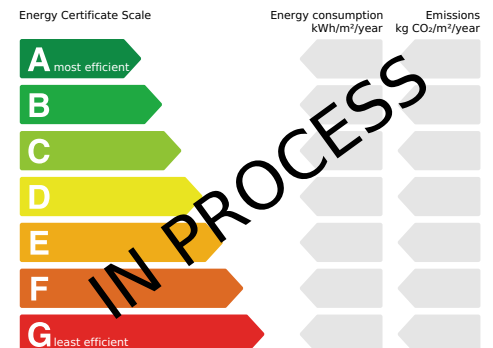 Energy Certificate Scale
Energy consumption
kWh/m²/year
Emissions
kg CO₂/m²/year
A most efficient
B
C
D
E
F
G least efficient
IN PROCESS